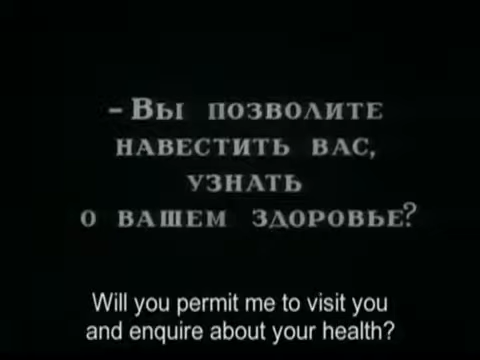 – Вы позволите
навестить вас,
узнать
о вашем здоровье?
Will you permit me to visit you
and enquire about your health?